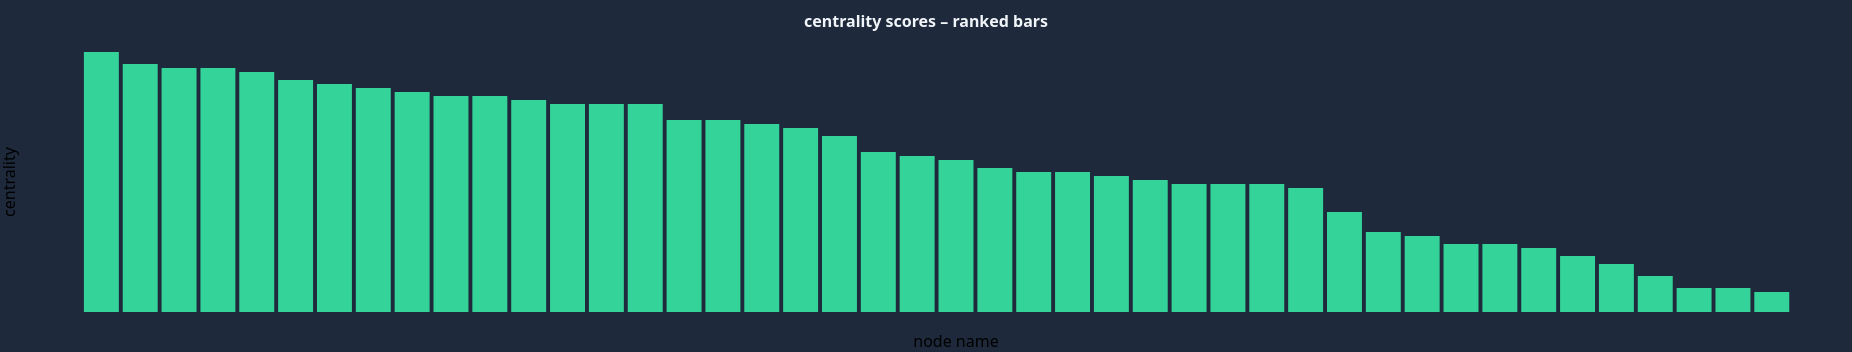 centrality scores – ranked bars
centrality
node name